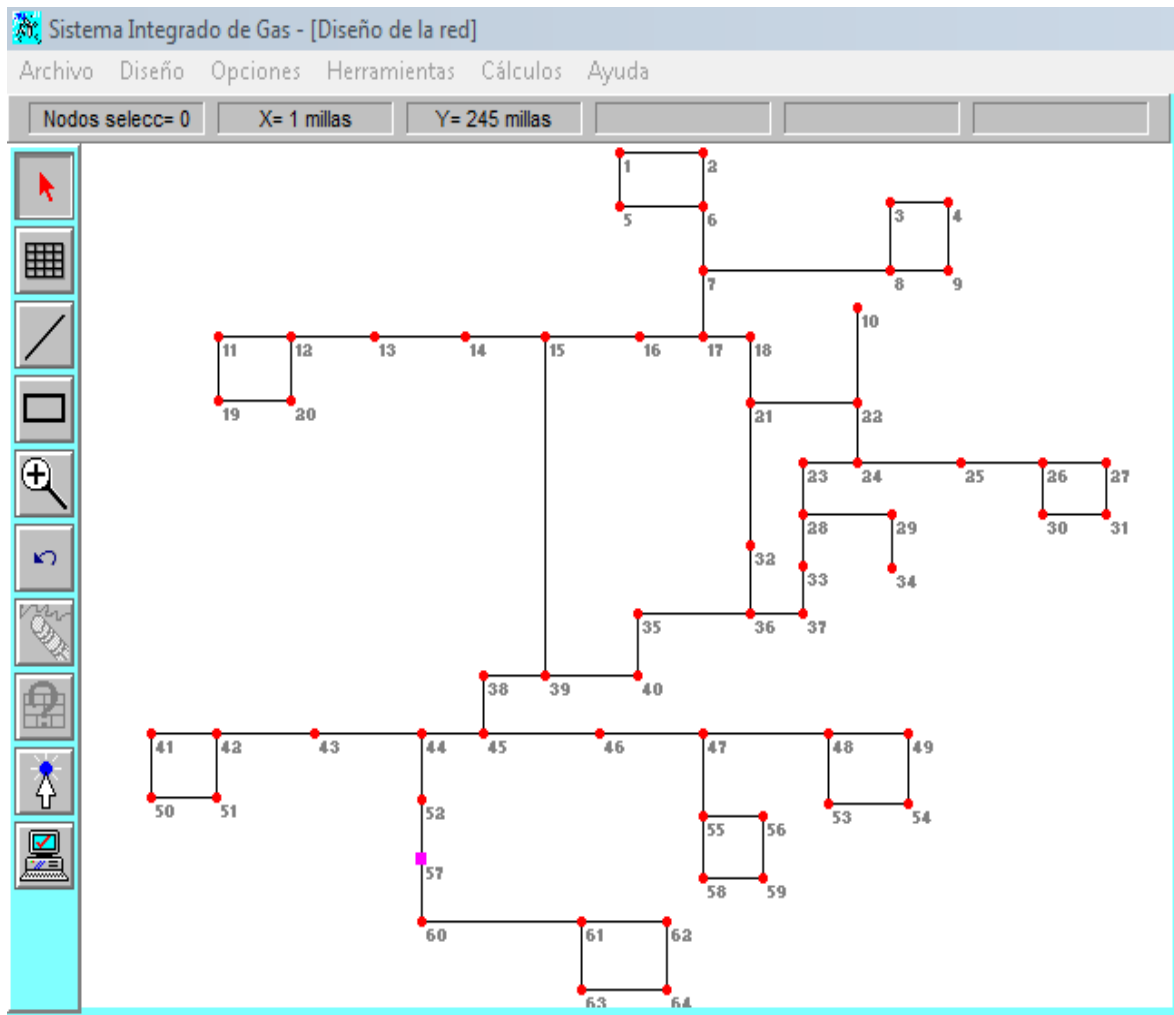 Sistema Integrado de Gas - [Diseño de la red]
Archivo Diseño Opciones Herramientas Cálculos Ayuda
Nodos selecc= 0 X= 1 millas Y= 245 millas
1 2
3 4
5 6
7 8 9
10
11 12 13 14 15 16 17 18
19 20 21 22
23 24 25 26 27
28 29 30 31
32
33 34
35 36 37
38 39 40
41 42 43 44 45 46 47 48 49
50 51 52 53 54
55 56
57
58 59
60 61 62
63 64